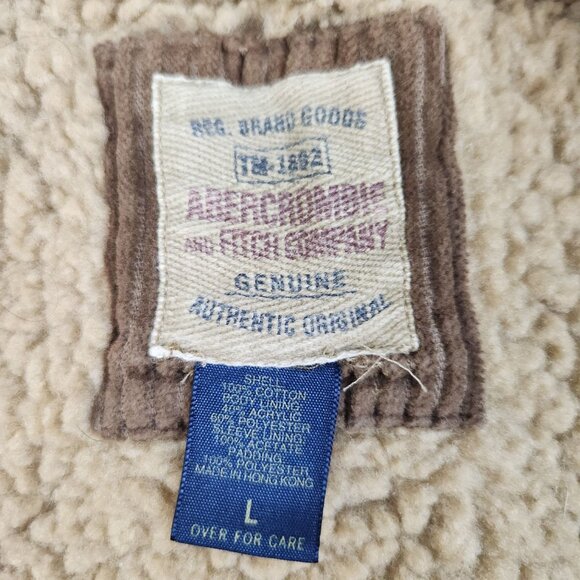 REG. BRAND GOODS
TM-1892
ABERCROMBIE
AND FITCH COMPANY
GENUINE
AUTHENTIC ORIGINAL
SHELL:
100% COTTON
BODY LINING:
40% ACRYLIC
60% POLYESTER
SLEEVE LINING:
100% ACETATE
PADDING:
100% POLYESTER
MADE IN HONG KONG
L
OVER FOR CARE